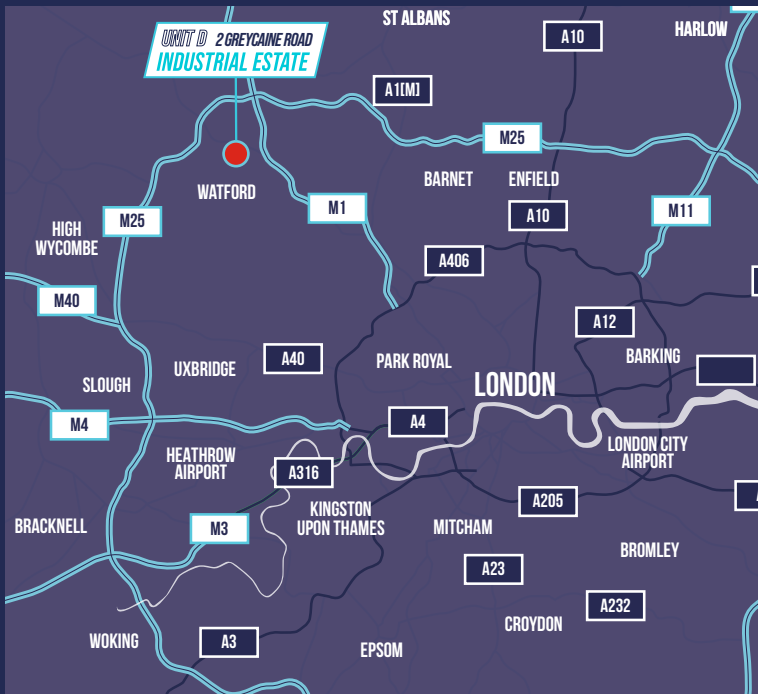 ST ALBANS
HARLOW
A10
UNIT D 2 GREYCAINE ROAD
INDUSTRIAL ESTATE
A1[M]
M25
BARNET
ENFIELD
WATFORD
M1
A10
M11
M25
HIGH
WYCOMBE
A406
M40
A12
UXBRIDGE
A40
PARK ROYAL
BARKING
SLOUGH
LONDON
M4
A4
HEATHROW
AIRPORT
A316
LONDON CITY
AIRPORT
KINGSTON
UPON THAMES
A205
BRACKNELL
M3
MITCHAM
BROMLEY
A23
A232
CROYDON
WOKING
A3
EPSOM